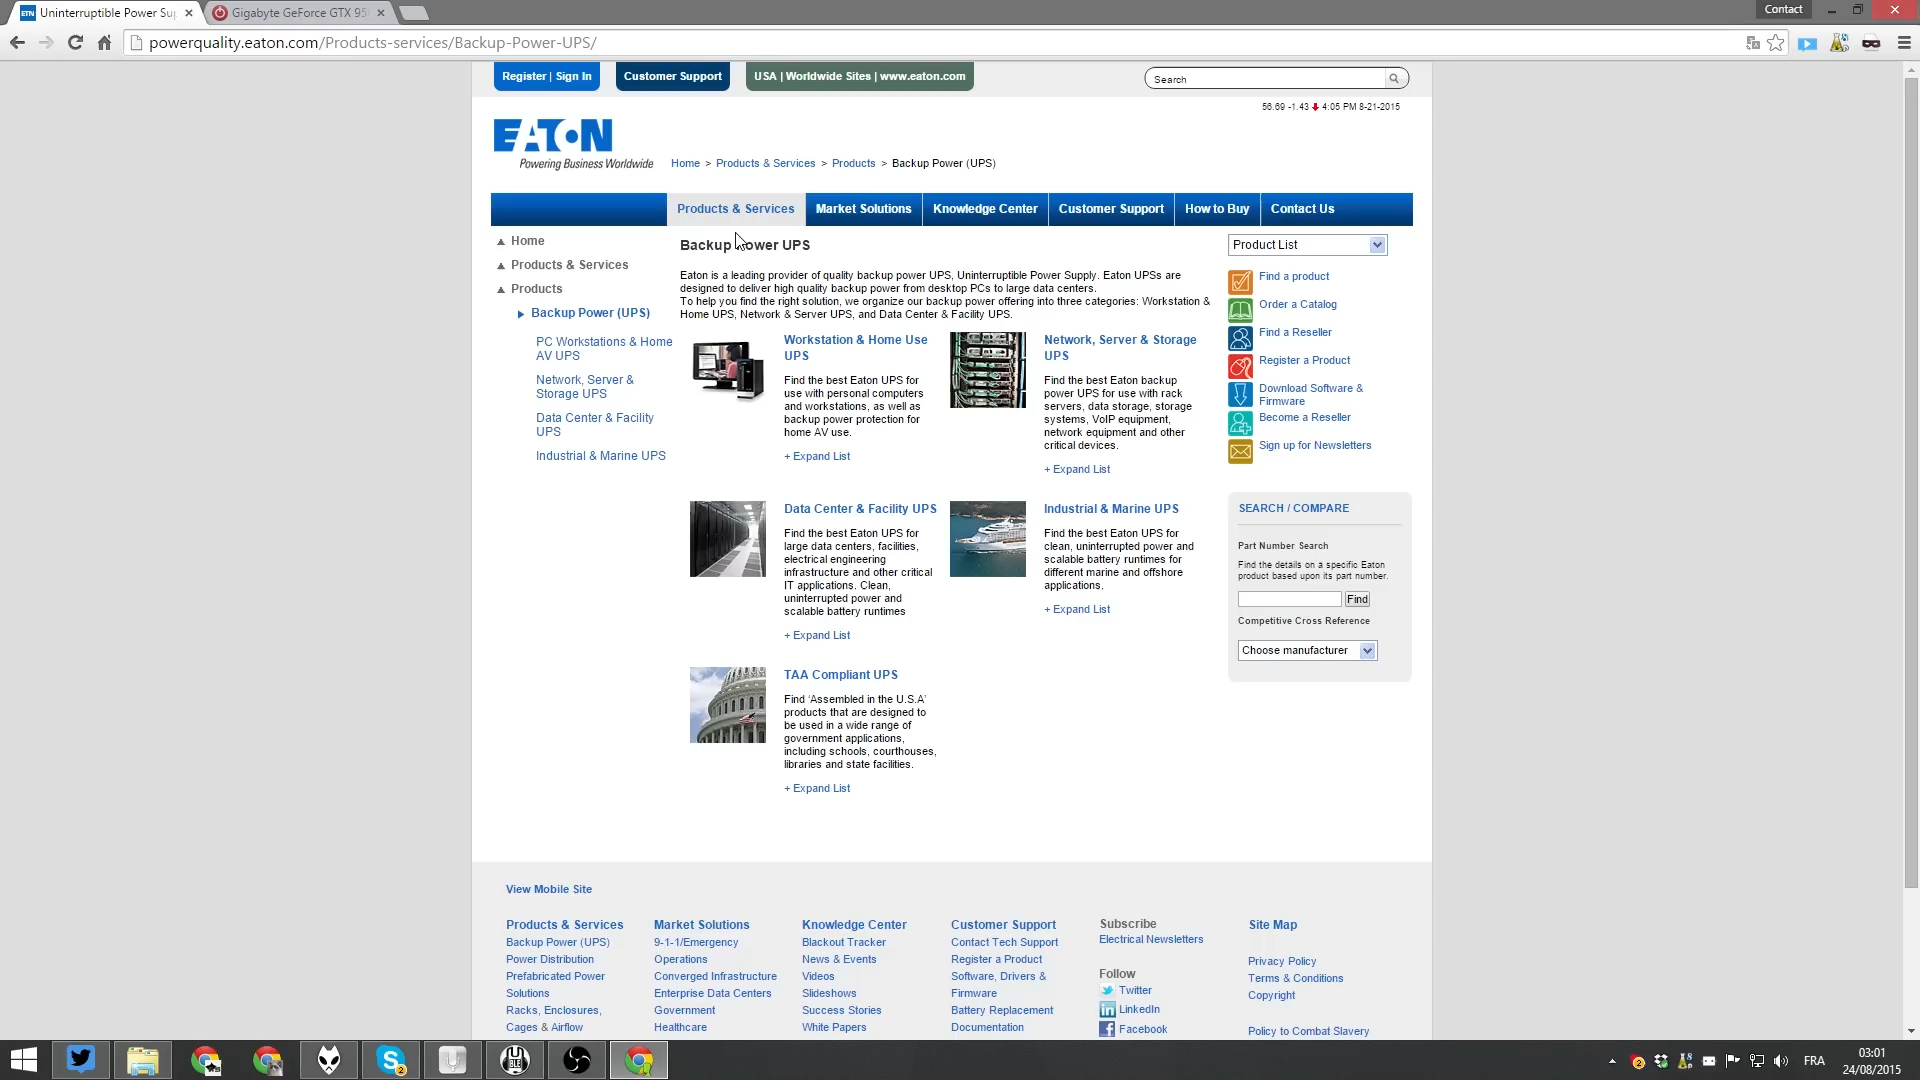 Uninterruptible Power Su
Gigabyte GeForce GTX 95
Contact
powerquality.eaton.com/Products-services/Backup-Power-UPS/
Register | Sign In
Customer Support
USA | Worldwide Sites | www.eaton.com
Search
56.69 -1.43 4:05 PM 8-21-2015
EATON
Powering Business Worldwide
Home > Products & Services > Products > Backup Power (UPS)
Products & Services
Market Solutions
Knowledge Center
Customer Support
How to Buy
Contact Us
Home
Products & Services
Products
Backup Power (UPS)
PC Workstations & Home
AV UPS
Network, Server &
Storage UPS
Data Center & Facility
UPS
Industrial & Marine UPS
Backup Power UPS
Eaton is a leading provider of quality backup power UPS, Uninterruptible Power Supply. Eaton UPSs are
designed to deliver high quality backup power from desktop PCs to large data centers.
To help you find the right solution, we organize our backup power offering into three categories: Workstation &
Home UPS, Network & Server UPS, and Data Center & Facility UPS.
Workstation & Home Use
UPS
Find the best Eaton UPS for
use with personal computers
and workstations, as well as
backup power protection for
home AV use.
+ Expand List
Network, Server & Storage
UPS
Find the best Eaton backup
power UPS for use with rack
servers, data storage, storage
systems, VoIP equipment,
network equipment and other
critical devices.
+ Expand List
Data Center & Facility UPS
Find the best Eaton UPS for
large data centers, facilities,
electrical engineering
infrastructure and other critical
IT applications. Clean,
uninterrupted power and
scalable battery runtimes
+ Expand List
Industrial & Marine UPS
Find the best Eaton UPS for
clean, uninterrupted power and
scalable battery runtimes for
different marine and offshore
applications.
+ Expand List
TAA Compliant UPS
Find ‘Assembled in the U.S.A’
products that are designed to
be used in a wide range of
government applications,
including schools, courthouses,
libraries and state facilities.
+ Expand List
Product List
Find a product
Order a Catalog
Find a Reseller
Register a Product
Download Software &
Firmware
Become a Reseller
Sign up for Newsletters
SEARCH / COMPARE
Part Number Search
Find the details on a specific Eaton
product based upon its part number.
Find
Competitive Cross Reference
Choose manufacturer
View Mobile Site
Products & Services
Backup Power (UPS)
Power Distribution
Prefabricated Power
Solutions
Racks, Enclosures,
Cages & Airflow
Market Solutions
9-1-1/Emergency
Operations
Converged Infrastructure
Enterprise Data Centers
Government
Healthcare
Knowledge Center
Blackout Tracker
News & Events
Videos
Slideshows
Success Stories
White Papers
Customer Support
Contact Tech Support
Register a Product
Software, Drivers &
Firmware
Battery Replacement
Documentation
Subscribe
Electrical Newsletters
Follow
Twitter
LinkedIn
Facebook
Site Map
Privacy Policy
Terms & Conditions
Copyright
Policy to Combat Slavery
FRA
03:01
24/08/2015